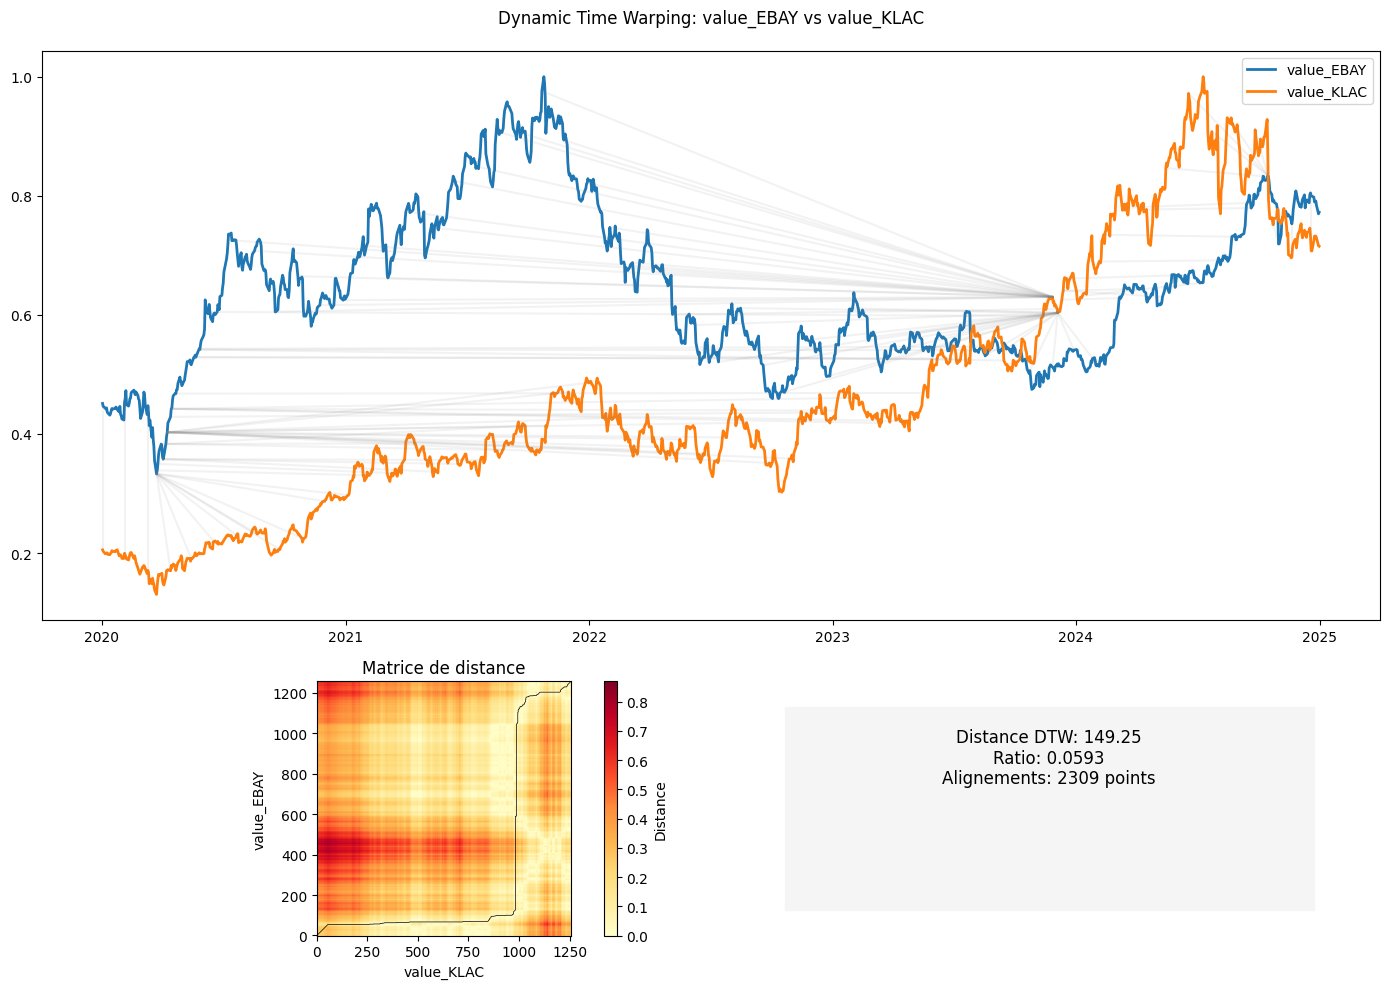 Dynamic Time Warping: value_EBAY vs value_KLAC
value_EBAY
value_KLAC
1.0
0.8
0.6
0.4
0.2
2020 2021 2022 2023 2024 2025
Matrice de distance
value_EBAY
1200
1000
800
600
400
200
0
0 250 500 750 1000 1250
value_KLAC
0.8
0.7
0.6
0.5
0.4
0.3
0.2
0.1
0.0
Distance
Distance DTW: 149.25
Ratio: 0.0593
Alignements: 2309 points